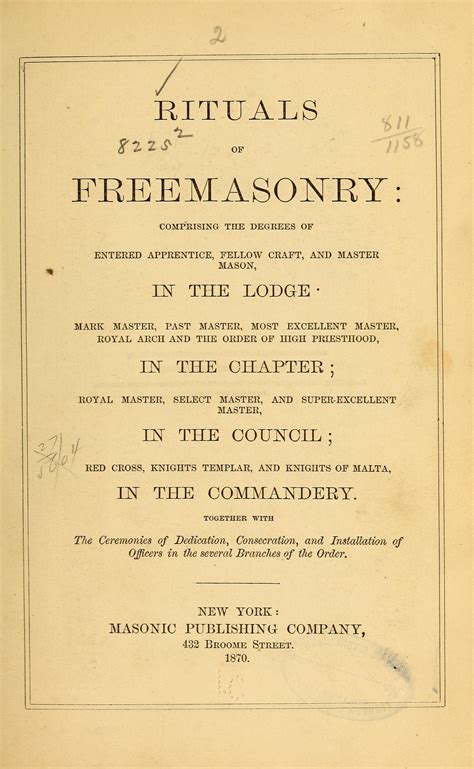 2
RITUALS
8225 2
OF
811
1158
FREEMASONRY:
COMPRISING THE DEGREES OF
ENTERED APPRENTICE, FELLOW CRAFT, AND MASTER
MASON,
IN THE LODGE·
MARK MASTER, PAST MASTER, MOST EXCELLENT MASTER,
ROYAL ARCH AND THE ORDER OF HIGH PRIESTHOOD,
IN THE CHAPTER;
ROYAL MASTER, SELECT MASTER, AND SUPER-EXCELLENT
MASTER,
IN THE COUNCIL;
RED CROSS, KNIGHTS TEMPLAR, AND KNIGHTS OF MALTA,
IN THE COMMANDERY.
TOGETHER WITH
The Ceremonies of Dedication, Consecration, and Installation of
Officers in the several Branches of the Order.
NEW YORK:
MASONIC PUBLISHING COMPANY,
432 BROOME STREET.
1870.